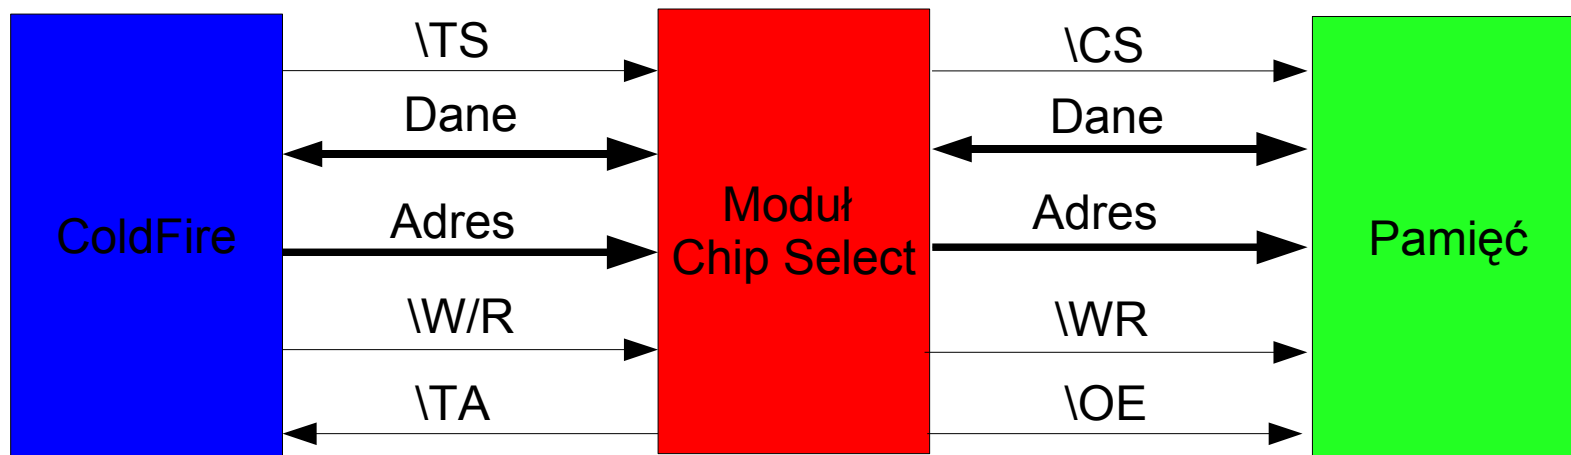 \TS
\CS
Dane
Dane
Adres
Adres
ColdFire
Moduł
Chip Select
Pamięć
\W/R
\WR
\TA
\OE